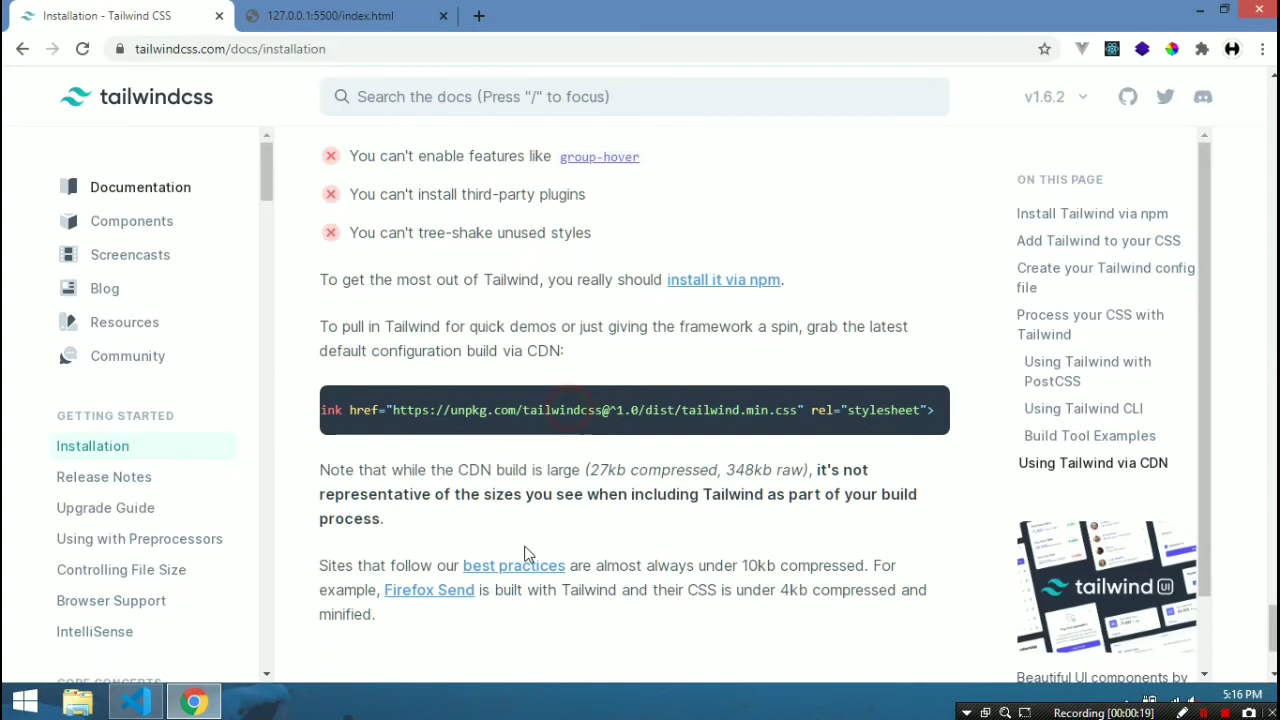 Installation - Tailwind CSS
127.0.0.1:5500/index.html
tailwindcss.com/docs/installation
tailwindcss
Search the docs (Press "/" to focus)
v1.6.2
Documentation
Components
Screencasts
Blog
Resources
Community
GETTING STARTED
Installation
Release Notes
Upgrade Guide
Using with Preprocessors
Controlling File Size
Browser Support
IntelliSense
You can't enable features like group-hover
You can't install third-party plugins
You can't tree-shake unused styles
To get the most out of Tailwind, you really should install it via npm.
To pull in Tailwind for quick demos or just giving the framework a spin, grab the latest
default configuration build via CDN:
ink href="https://unpkg.com/tailwindcss@^1.0/dist/tailwind.min.css" rel="stylesheet">
Note that while the CDN build is large (27kb compressed, 348kb raw), it's not
representative of the sizes you see when including Tailwind as part of your build
process.
Sites that follow our best practices are almost always under 10kb compressed. For
example, Firefox Send is built with Tailwind and their CSS is under 4kb compressed and
minified.
ON THIS PAGE
Install Tailwind via npm
Add Tailwind to your CSS
Create your Tailwind config
file
Process your CSS with
Tailwind
Using Tailwind with
PostCSS
Using Tailwind CLI
Build Tool Examples
Using Tailwind via CDN
tailwind UI
Beautiful UI components by
5:16 PM
Recording [00:00:19]